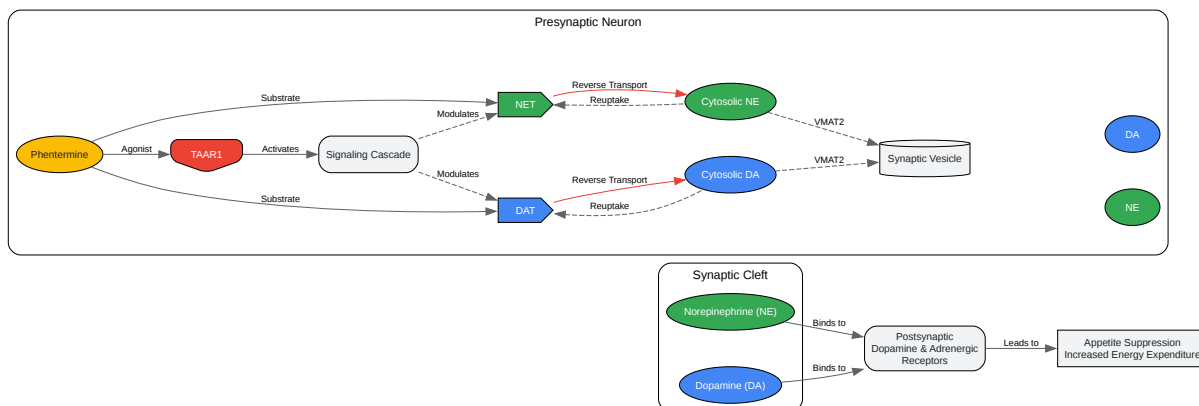 Presynaptic Neuron
Reverse Transport
NET
Reuptake
Cytosolic NE
Substrate
Modulates
VMAT2
Phentermine
Agonist
TAAR1
Activates
Signaling Cascade
Synaptic Vesicle
DA
VMAT2
Modulates
Reverse Transport
Cytosolic DA
Substrate
DAT
Reuptake
NE
Synaptic Cleft
Norepinephrine (NE)
Binds to
Postsynaptic
Dopamine & Adrenergic
Receptors
Leads to
Appetite Suppression
Increased Energy Expenditure
Binds to
Dopamine (DA)